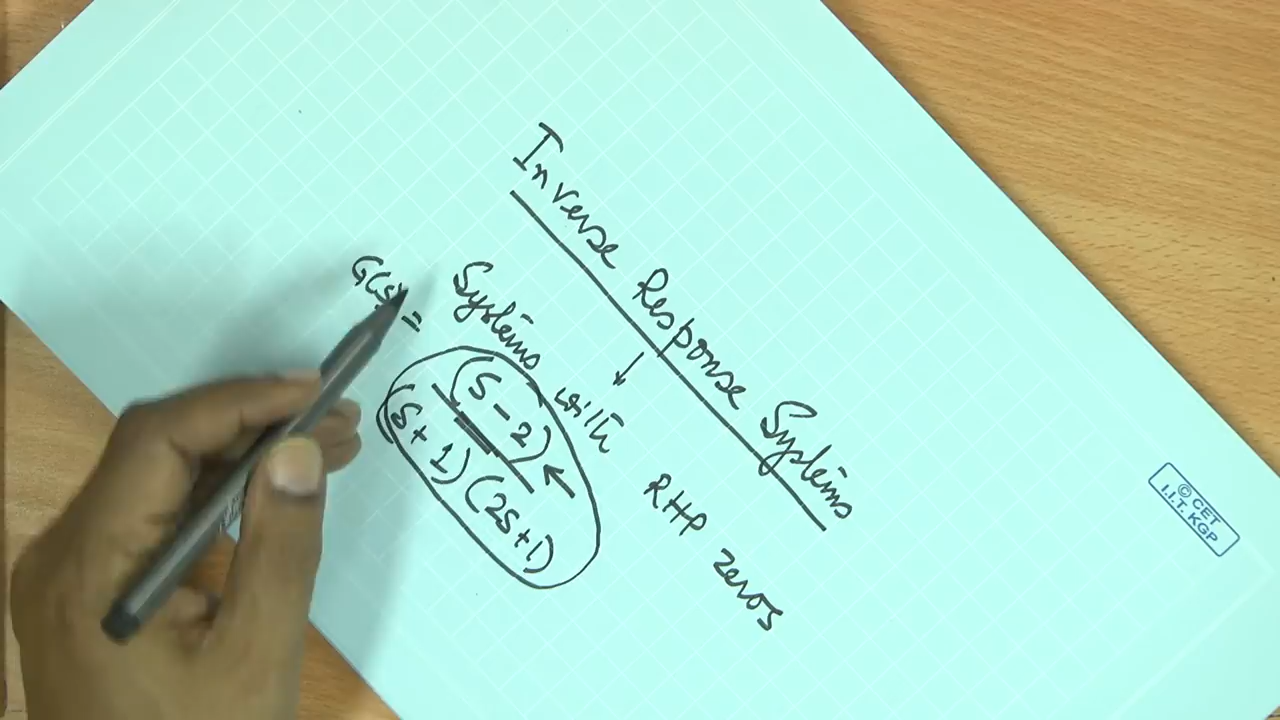 Inverse Response Systems
↓
Systems with RHP zeros
G(s) =
(s - 2) ←
(s + 1) (2s + 1)
© CET
I.I.T. KGP